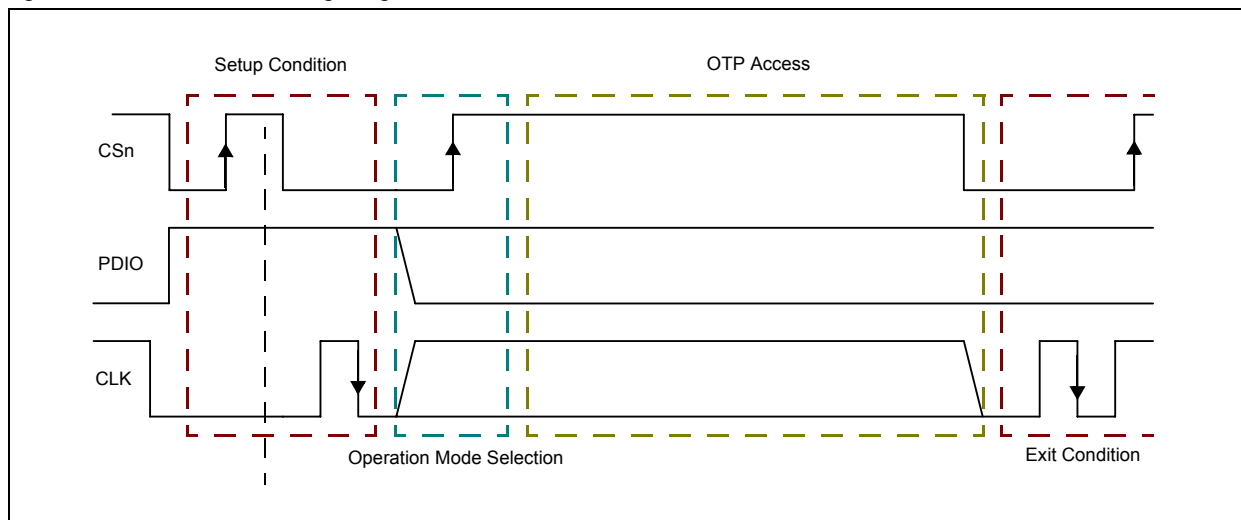 Setup Condition
OTP Access
CSn
PDIO
CLK
Operation Mode Selection
Exit Condition